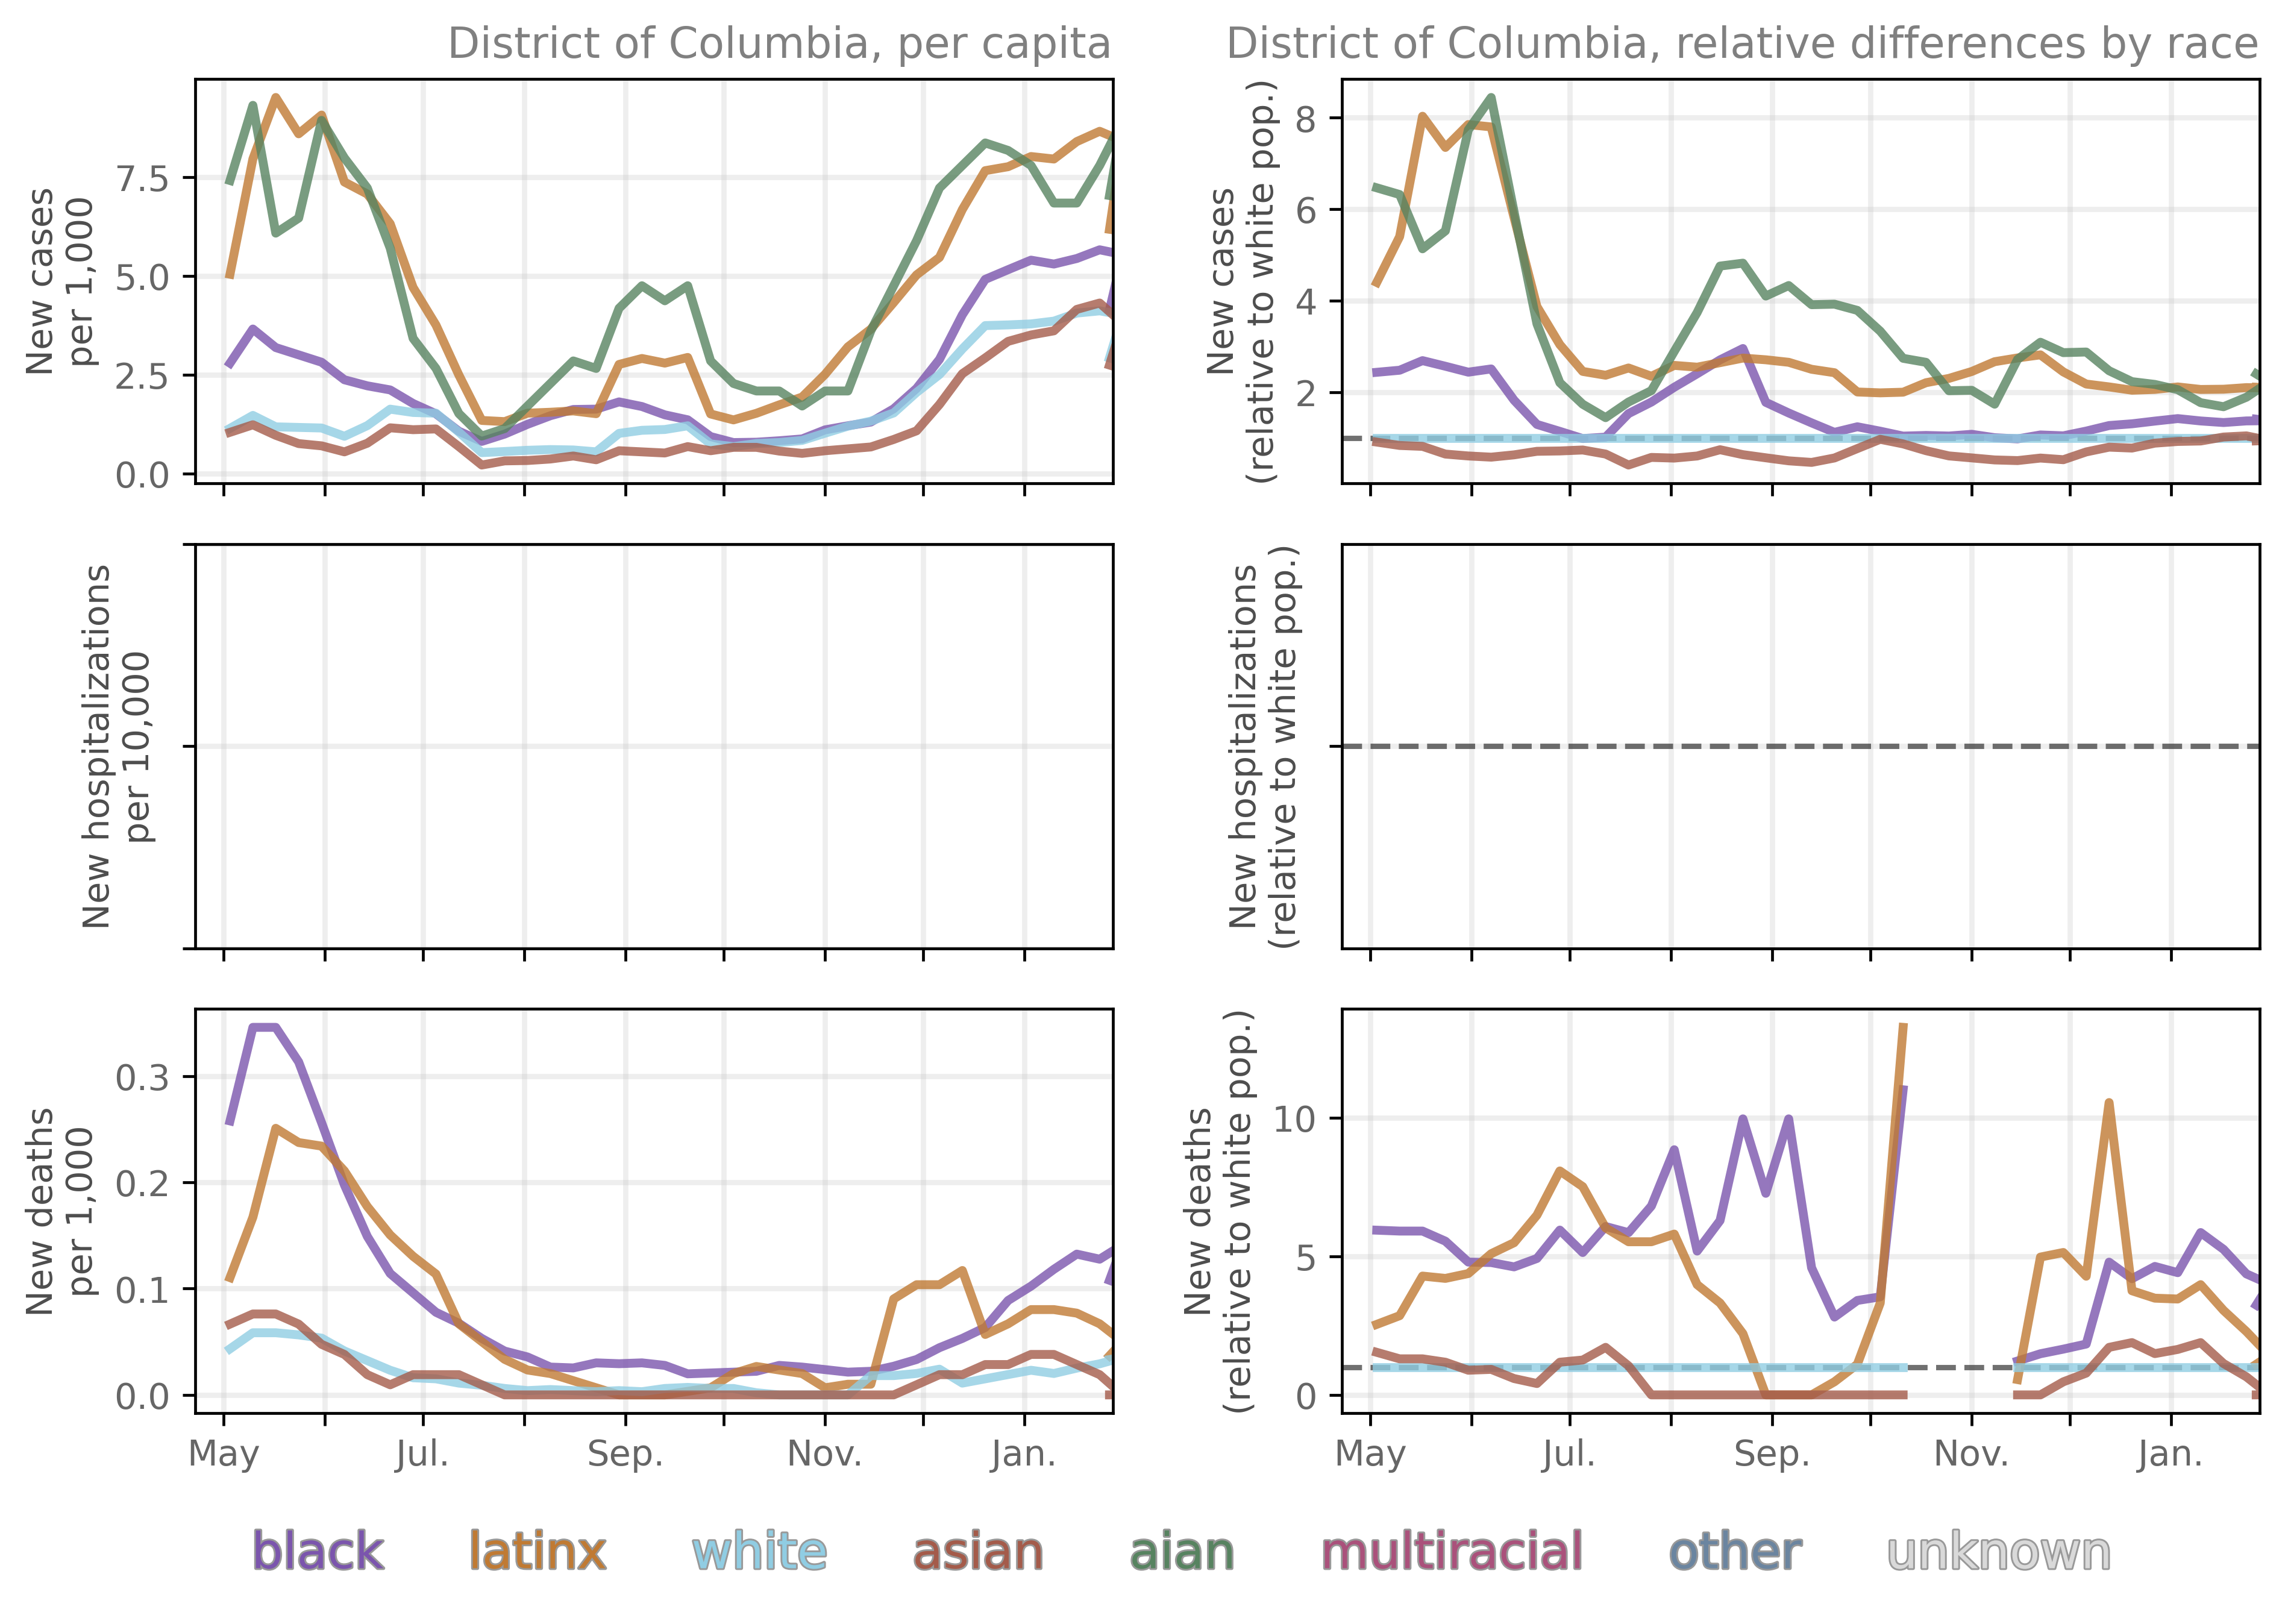 District of Columbia, per capita
District of Columbia, relative differences by race
New cases
per 1,000
7.5
5.0
2.5
0.0
New cases
(relative to white pop.)
8
6
4
2
New hospitalizations
per 10,000
New hospitalizations
(relative to white pop.)
New deaths
per 1,000
0.3
0.2
0.1
0.0
May Jul. Sep. Nov. Jan.
New deaths
(relative to white pop.)
10
5
0
May Jul. Sep. Nov. Jan.
black latinx white asian aian multiracial other unknown